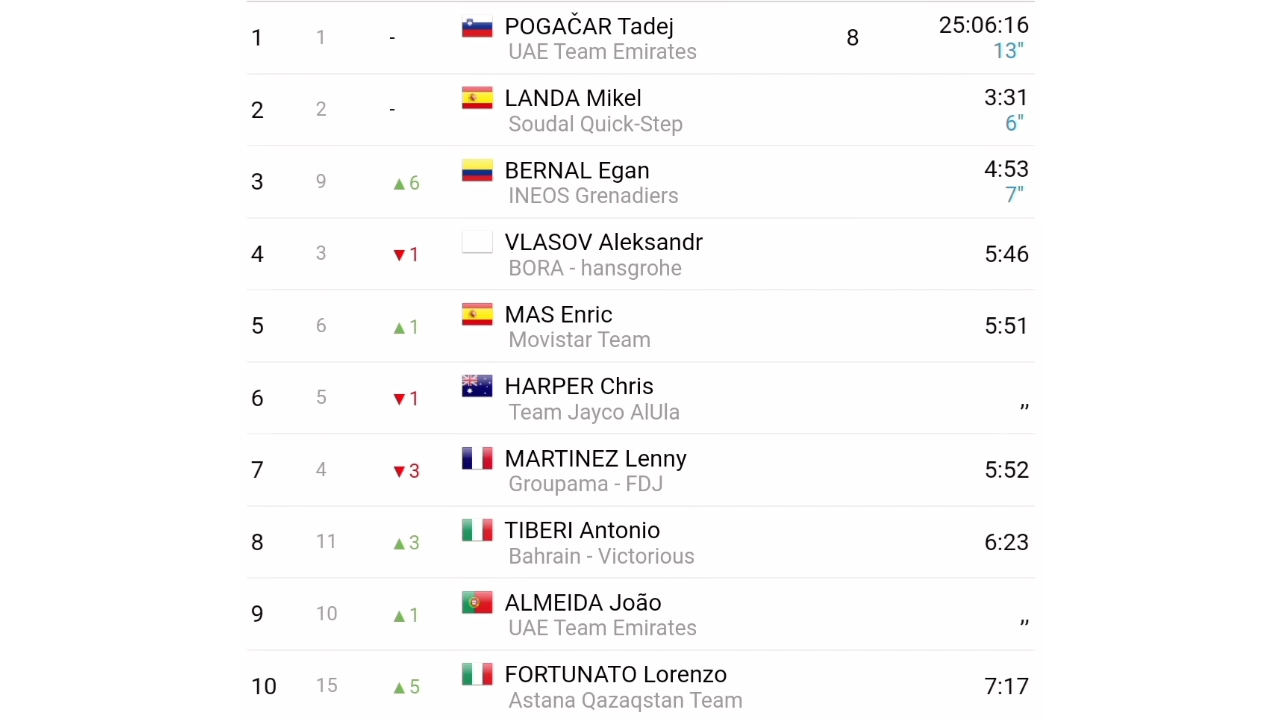 1 1 - POGAČAR Tadej 8 25:06:16
UAE Team Emirates 13"
2 2 - LANDA Mikel 3:31
Soudal Quick-Step 6"
3 9 ▲6 BERNAL Egan 4:53
INEOS Grenadiers 7"
4 3 ▼1 VLASOV Aleksandr 5:46
BORA - hansgrohe
5 6 ▲1 MAS Enric 5:51
Movistar Team
6 5 ▼1 HARPER Chris ,,
Team Jayco AlUla
7 4 ▼3 MARTINEZ Lenny 5:52
Groupama - FDJ
8 11 ▲3 TIBERI Antonio 6:23
Bahrain - Victorious
9 10 ▲1 ALMEIDA João ,,
UAE Team Emirates
10 15 ▲5 FORTUNATO Lorenzo 7:17
Astana Qazaqstan Team